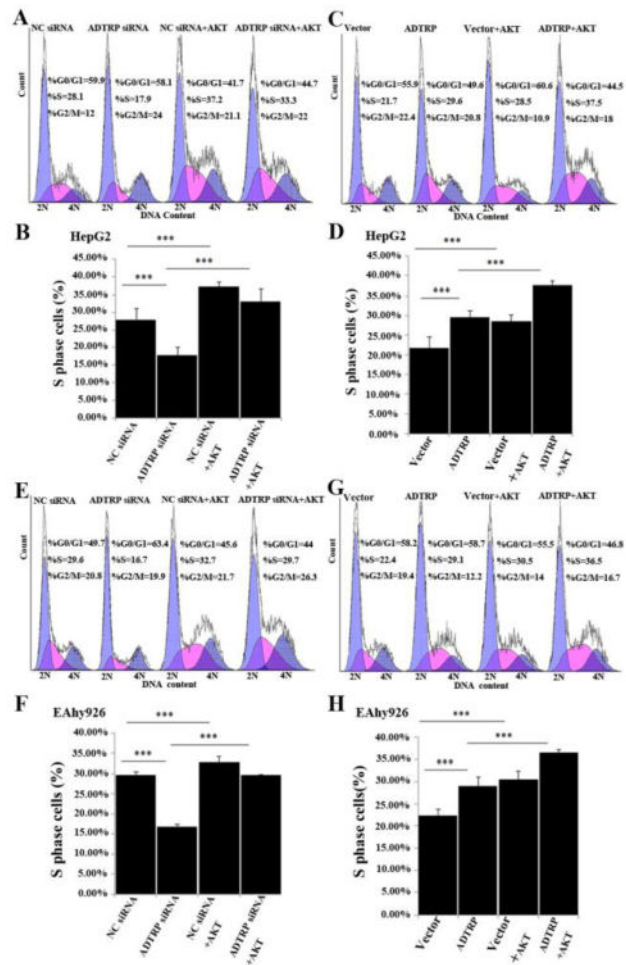 A
NC siRNA ADTRP siRNA NC siRNA+AKT ADTRP siRNA+AKT
Count
%G0/G1=59.9 %G0/G1=58.1 %G0/G1=41.7 %G0/G1=44.7
%S=28.1 %S=17.9 %S=37.2 %S=33.3
%G2/M=12 %G2/M=24 %G2/M=21.1 %G2/M=22
2N 4N 2N 4N 2N 4N 2N 4N
DNA Content
C
Vector ADTRP Vector+AKT ADTRP+AKT
Count
%G0/G1=55.9 %G0/G1=49.6 %G0/G1=60.6 %G0/G1=44.5
%S=21.7 %S=29.6 %S=28.5 %S=37.5
%G2/M=22.4 %G2/M=20.8 %G2/M=10.9 %G2/M=18
2N 4N 2N 4N 2N 4N 2N 4N
DNA Content
B
HepG2
***
*** ***
S phase cells (%)
45.00%
40.00%
35.00%
30.00%
25.00%
20.00%
15.00%
10.00%
5.00%
0.00%
NC siRNA
ADTRP siRNA
NC siRNA
+AKT
ADTRP siRNA
+AKT
D
HepG2
***
***
***
S phase cells (%)
45.00%
40.00%
35.00%
30.00%
25.00%
20.00%
15.00%
10.00%
5.00%
0.00%
Vector
ADTRP
Vector
+AKT
ADTRP
+AKT
E
NC siRNA ADTRP siRNA NC siRNA+AKT ADTRP siRNA+AKT
Count
%G0/G1=49.7 %G0/G1=63.4 %G0/G1=45.6 %G0/G1=44
%S=29.6 %S=16.7 %S=32.7 %S=29.7
%G2/M=20.8 %G2/M=19.9 %G2/M=21.7 %G2/M=26.3
2N 4N 2N 4N 2N 4N 2N 4N
DNA content
G
Vector ADTRP Vector+AKT ADTRP+AKT
Count
%G0/G1=58.2 %G0/G1=58.7 %G0/G1=55.5 %G0/G1=46.8
%S=22.4 %S=29.1 %S=30.5 %S=36.5
%G2/M=19.4 %G2/M=12.2 %G2/M=14 %G2/M=16.7
2N 4N 2N 4N 2N 4N 2N 4N
DNA content
F
EAhy926
***
*** ***
S phase cells (%)
40.00%
35.00%
30.00%
25.00%
20.00%
15.00%
10.00%
5.00%
0.00%
NC siRNA
ADTRP siRNA
NC siRNA
+AKT
ADTRP siRNA
+AKT
H
EAhy926
***
***
***
S phase cells(%)
40.00%
35.00%
30.00%
25.00%
20.00%
15.00%
10.00%
5.00%
0.00%
Vector
ADTRP
Vector
+AKT
ADTRP
+AKT